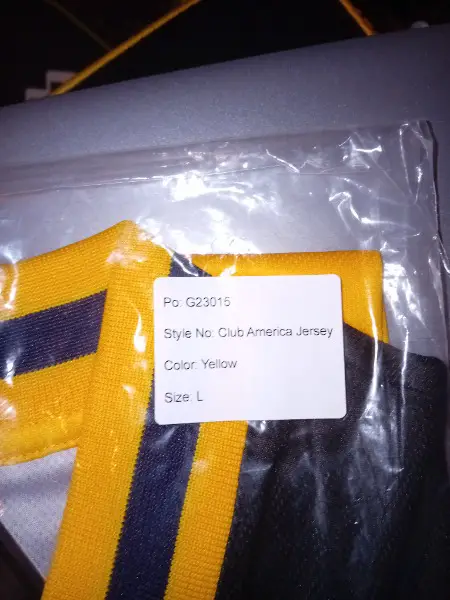 Po: G23015
Style No: Club America Jersey
Color: Yellow
Size: L